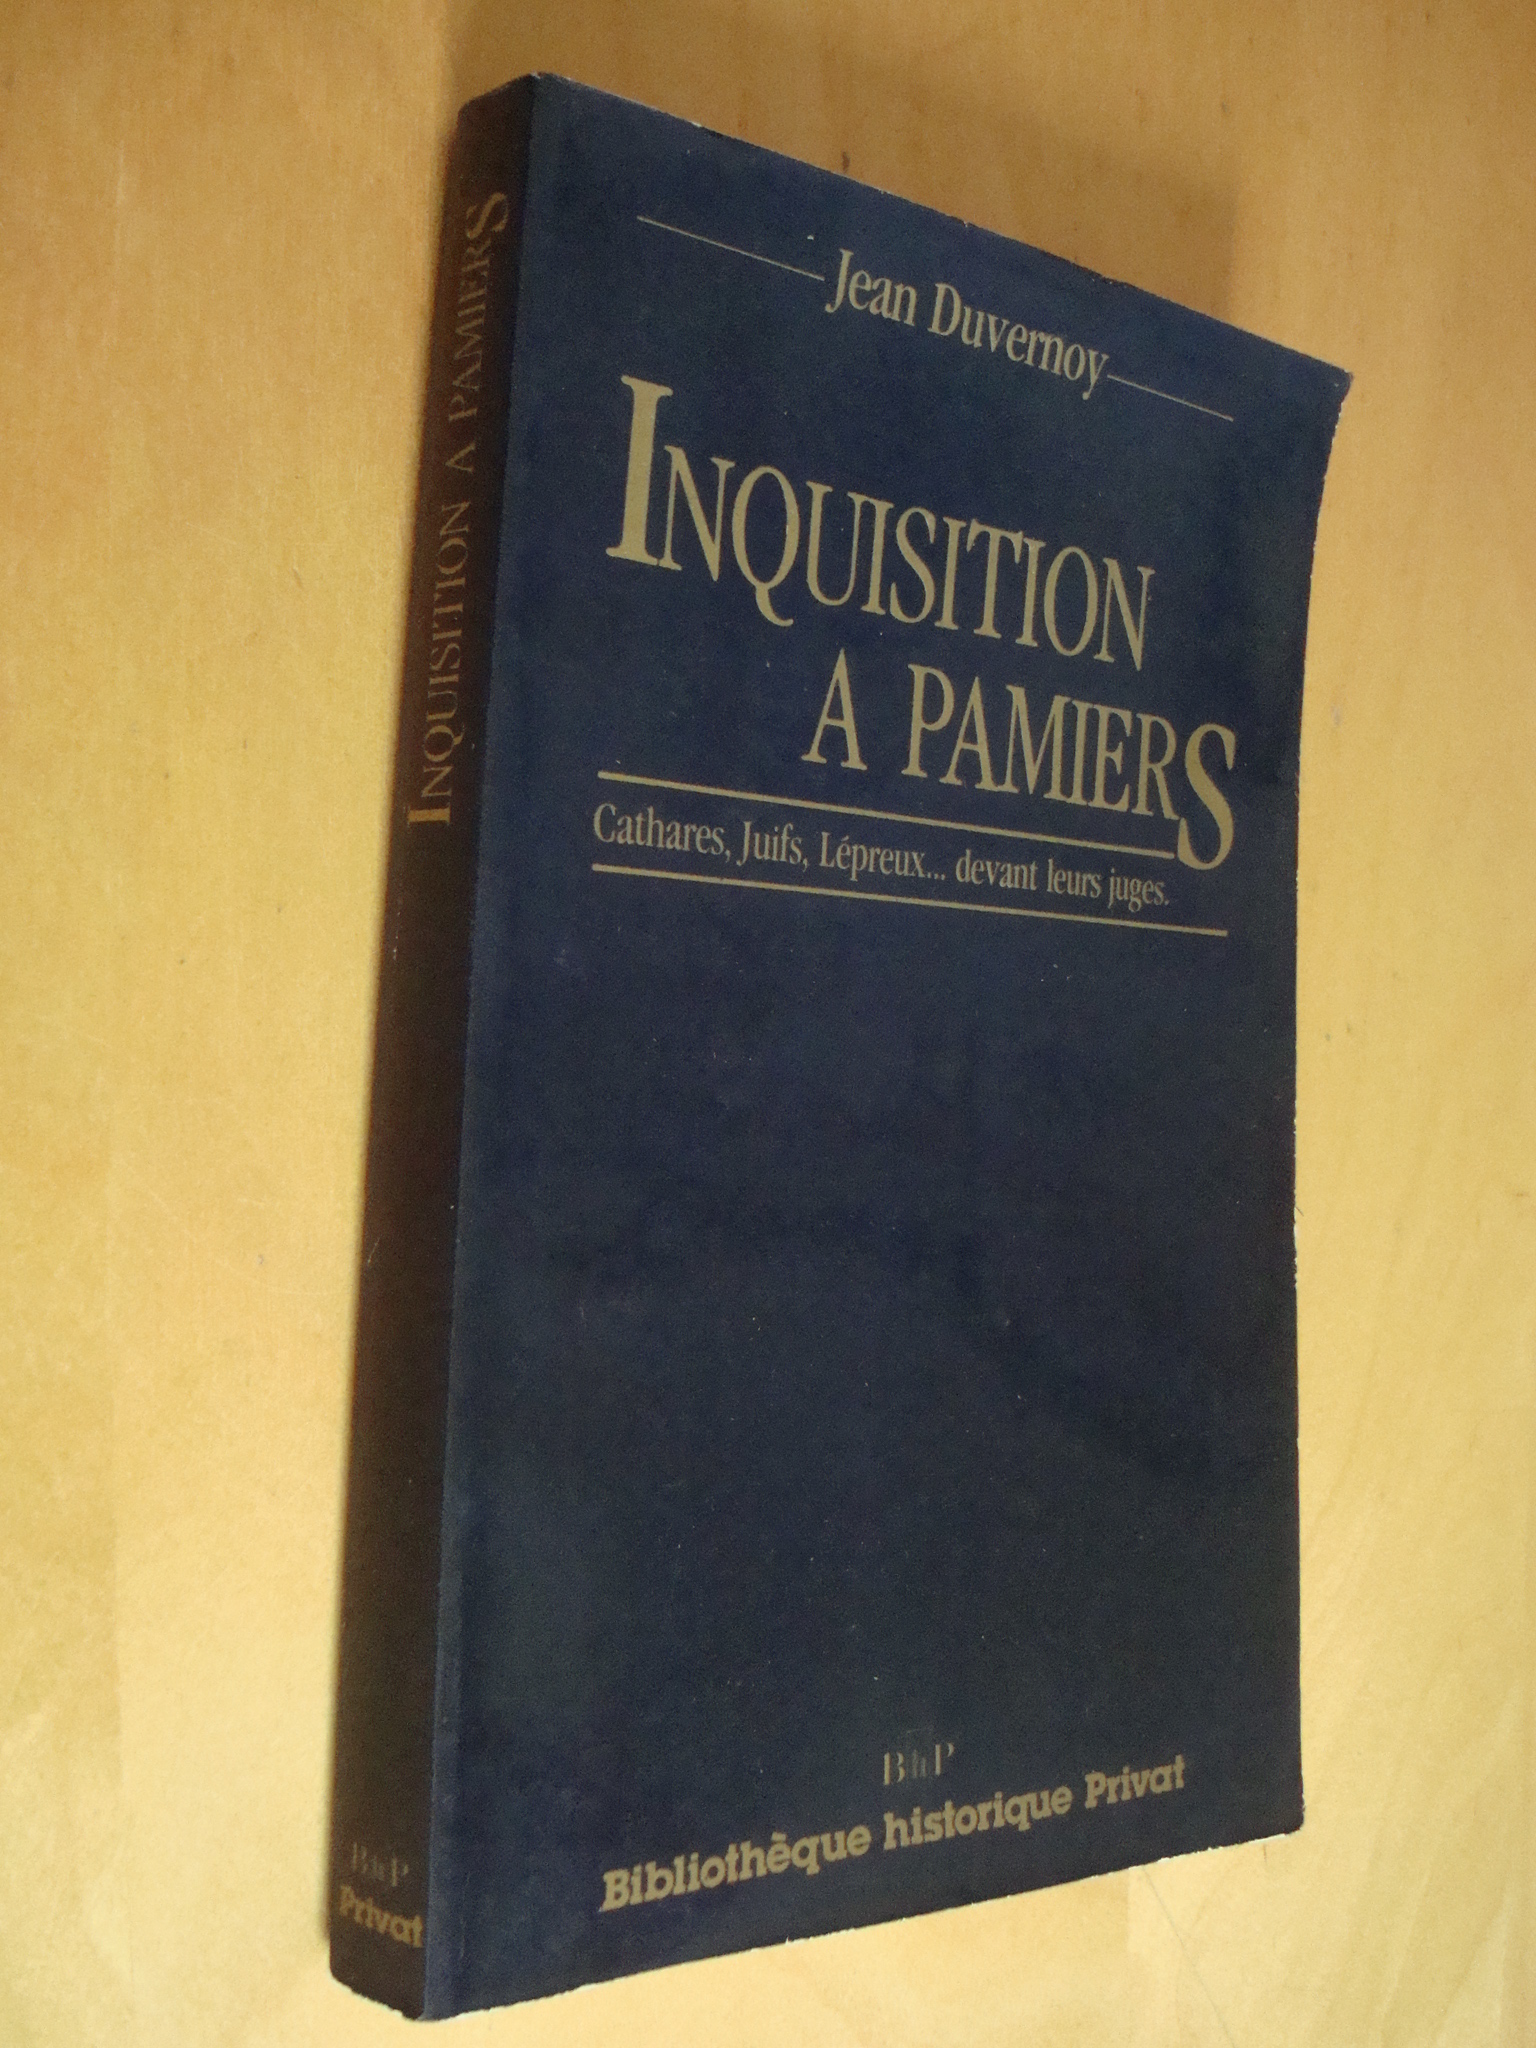 INQUISITION A PAMIERS
BhP
Privat
Jean Duvernoy
INQUISITION
A PAMIERS
Cathares, Juifs, Lépreux... devant leurs juges.
BhP
Bibliothèque historique Privat